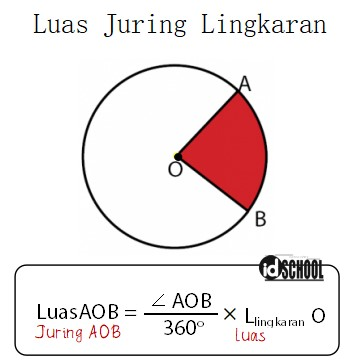 Luas Juring Lingkaran
A
O
B
idSCHOOL
LuasAOB = ∠ AOB / 360° × Llingkaran O
Juring AOB
Luas